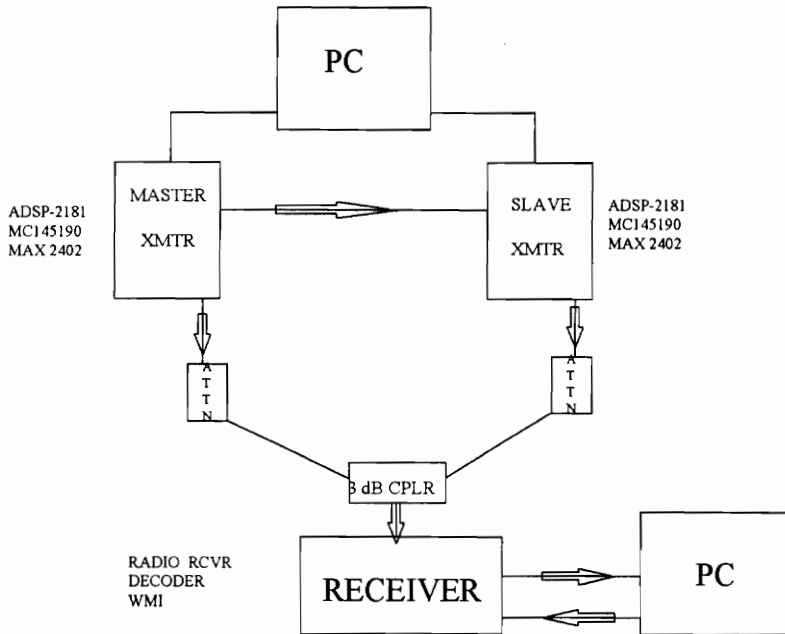 PC
MASTER
XMTR
SLAVE
XMTR
ADSP-2181
MC145190
MAX 2402
ADSP-2181
MC145190
MAX 2402
A
T
T
N
A
T
T
N
3 dB CPLR
RADIO RCVR
DECODER
WMI
RECEIVER
PC